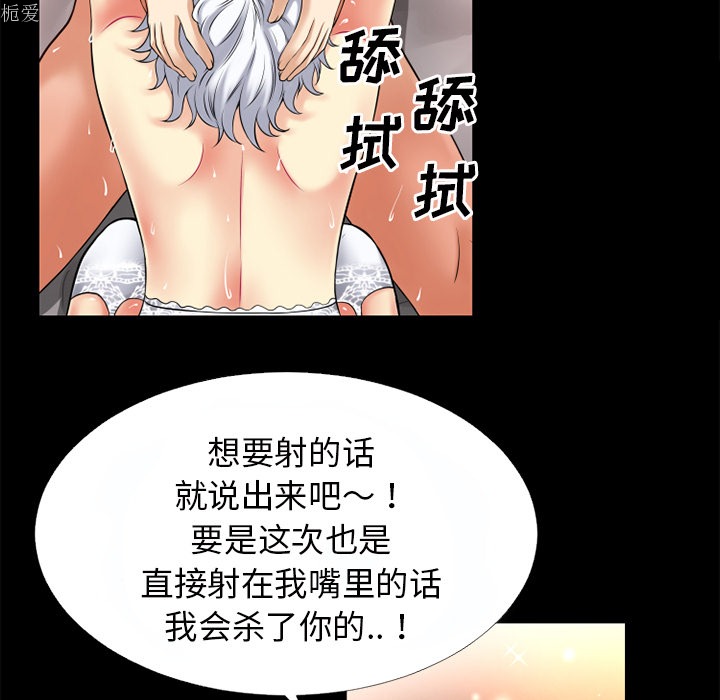 栀爱
舔
拭
舔
拭
想要射的话
就说出来吧～！
要是这次也是
直接射在我嘴里的话
我会杀了你的..！